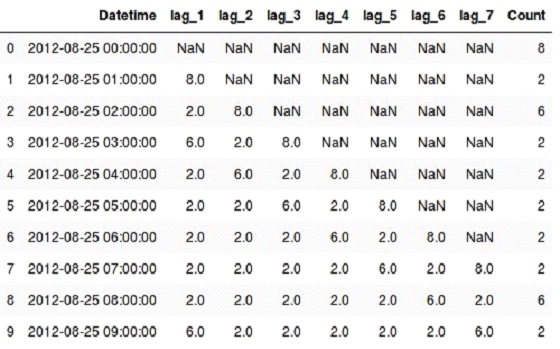 Datetime lag_1 lag_2 lag_3 lag_4 lag_5 lag_6 lag_7 Count
0 2012-08-25 00:00:00 NaN NaN NaN NaN NaN NaN NaN 8
1 2012-08-25 01:00:00 8.0 NaN NaN NaN NaN NaN NaN 2
2 2012-08-25 02:00:00 2.0 8.0 NaN NaN NaN NaN NaN 6
3 2012-08-25 03:00:00 6.0 2.0 8.0 NaN NaN NaN NaN 2
4 2012-08-25 04:00:00 2.0 6.0 2.0 8.0 NaN NaN NaN 2
5 2012-08-25 05:00:00 2.0 2.0 6.0 2.0 8.0 NaN NaN 2
6 2012-08-25 06:00:00 2.0 2.0 2.0 6.0 2.0 8.0 NaN 2
7 2012-08-25 07:00:00 2.0 2.0 2.0 2.0 6.0 2.0 8.0 2
8 2012-08-25 08:00:00 2.0 2.0 2.0 2.0 2.0 6.0 2.0 6
9 2012-08-25 09:00:00 6.0 2.0 2.0 2.0 2.0 2.0 6.0 2